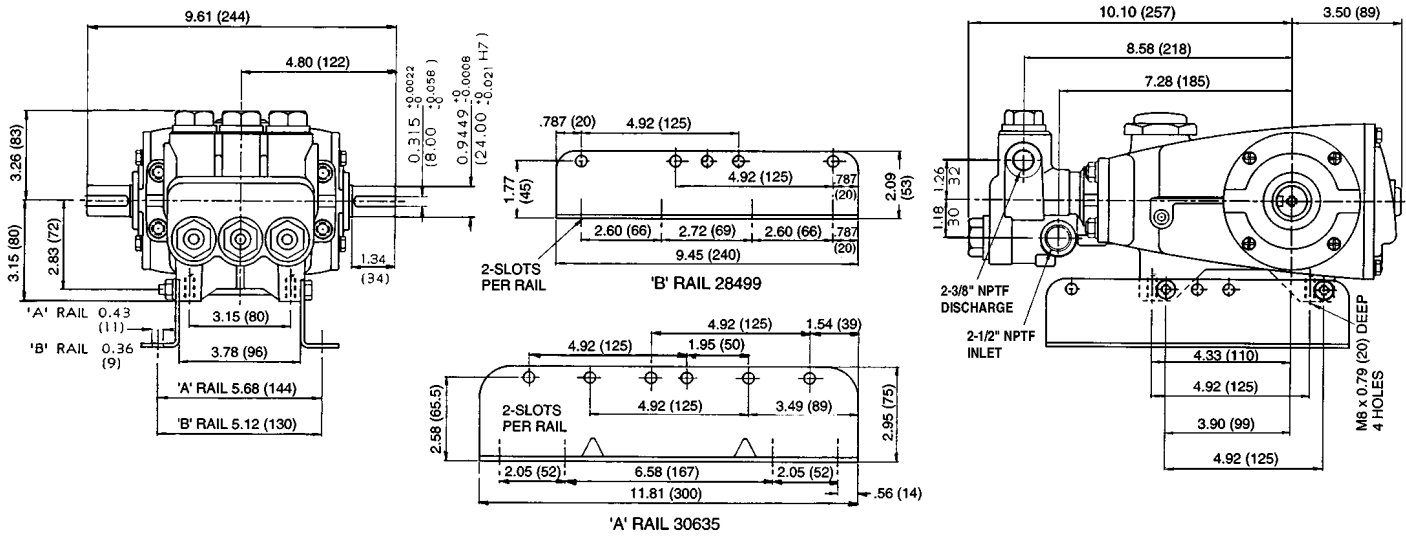 9.61 (244)
4.80 (122)
3.26 (83)
3.15 (80)
2.83 (72)
0.315 +0.0022 -0
(8.00 +0.058 -0 )
0.9449 +0 -0.0008
(24.00 +0 -0.021 H7 )
1.34
(34)
'A' RAIL 0.43
(11)
'B' RAIL 0.36
(9)
3.15 (80)
3.78 (96)
'A' RAIL 5.68 (144)
'B' RAIL 5.12 (130)
.787 (20)
4.92 (125)
1.77
(45)
4.92 (125)
.787
(20)
2.09
(53)
2.60 (66)
2.72 (69)
2.60 (66)
.787
(20)
9.45 (240)
2-SLOTS
PER RAIL
'B' RAIL 28499
4.92 (125)
1.54 (39)
4.92 (125)
1.95 (50)
4.92 (125)
3.49 (89)
2.58 (65.5)
2.95 (75)
2-SLOTS
PER RAIL
2.05 (52)
6.58 (167)
2.05 (52)
11.81 (300)
.56 (14)
'A' RAIL 30635
10.10 (257)
3.50 (89)
8.58 (218)
7.28 (185)
1.26
32
1.18
30
2-3/8" NPTF
DISCHARGE
2-1/2" NPTF
INLET
4.33 (110)
4.92 (125)
3.90 (99)
4.92 (125)
M8 x 0.79 (20) DEEP
4 HOLES